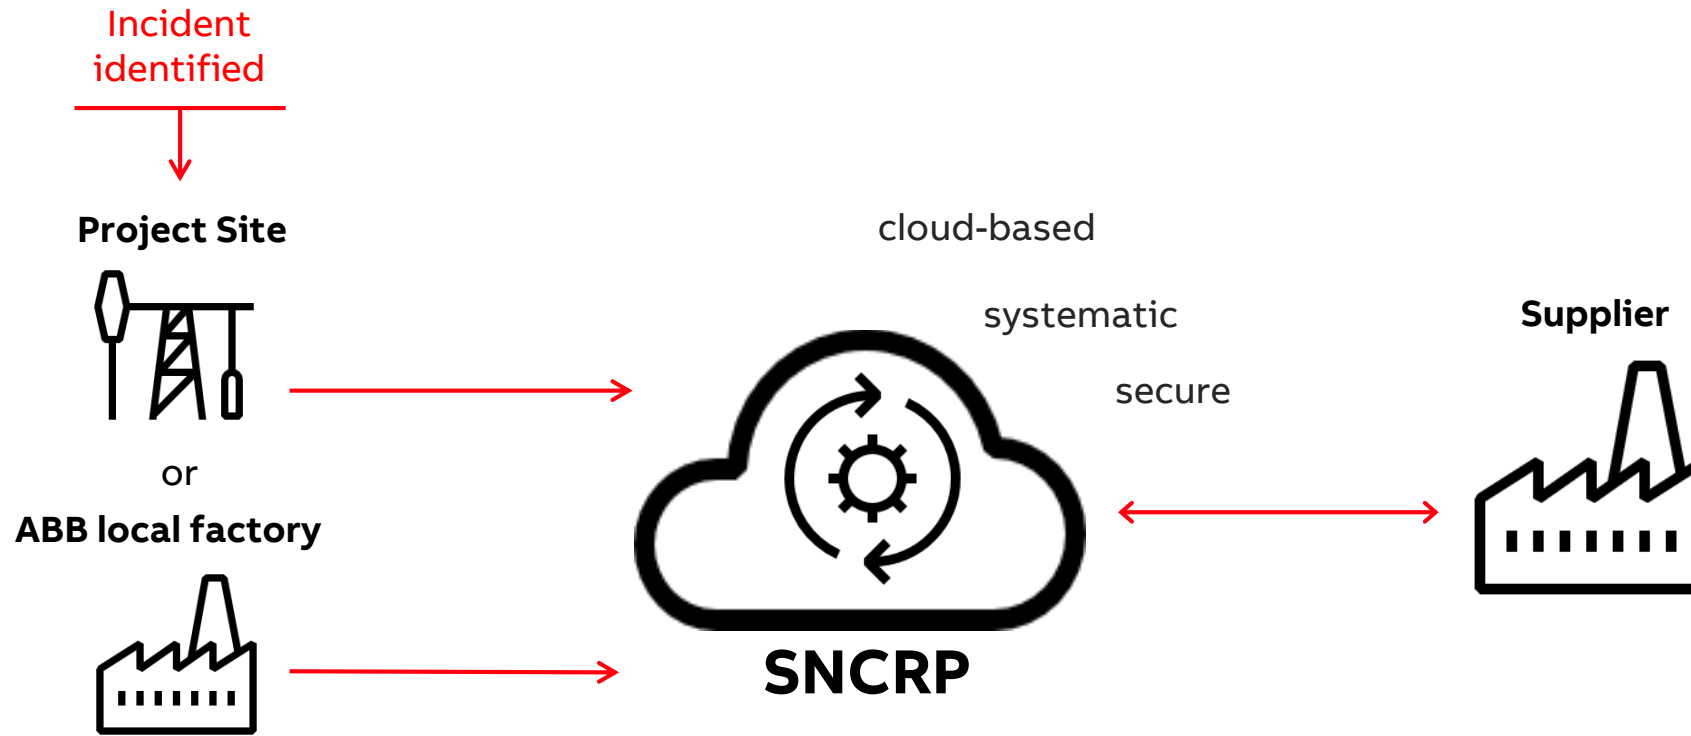 Incident
identified
Project Site
or
ABB local factory
cloud-based
systematic
secure
SNCRP
Supplier